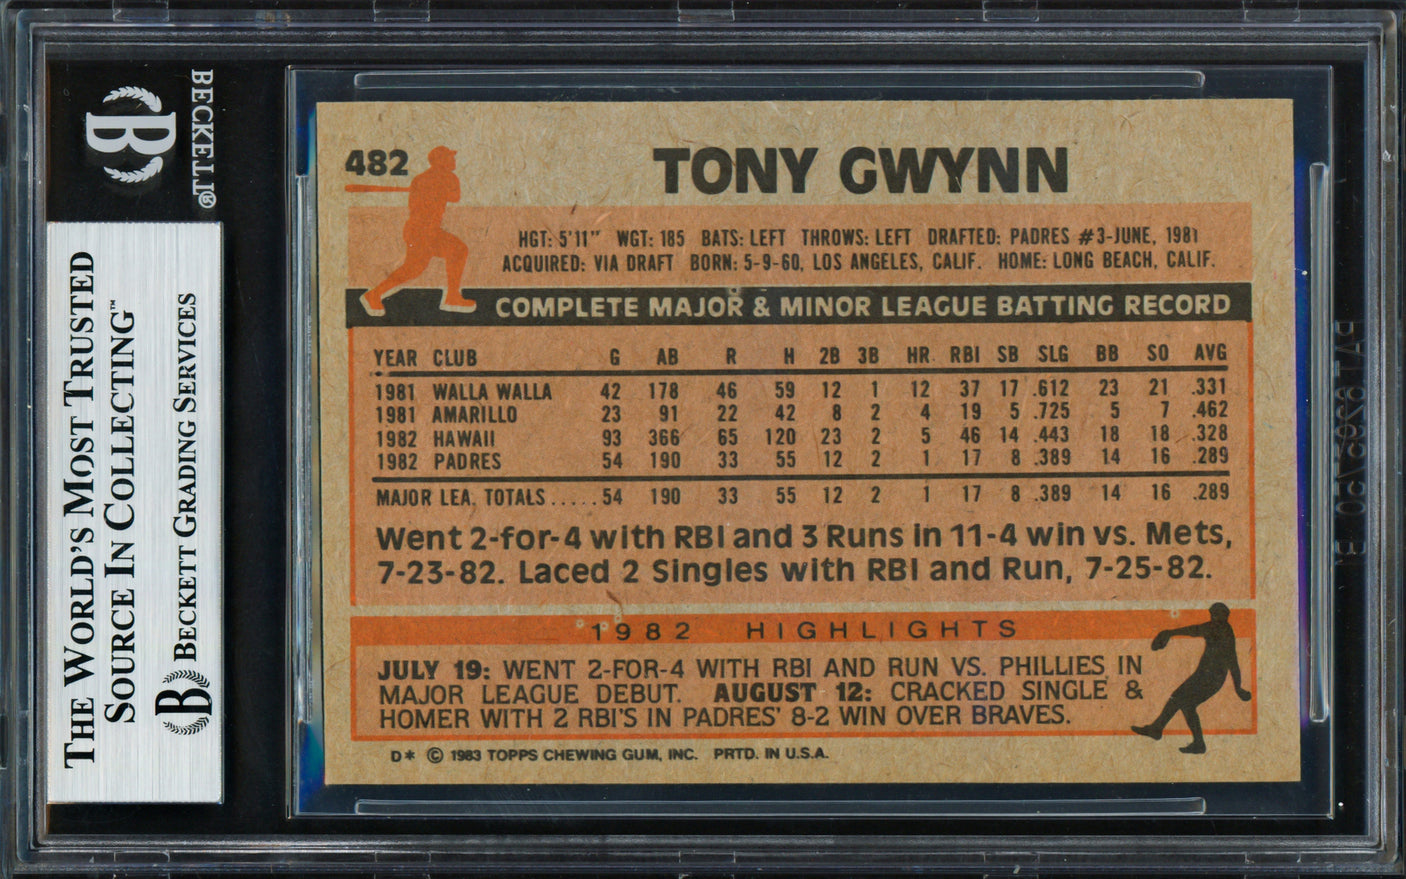 BECKETT®
THE WORLD'S MOST TRUSTED
SOURCE IN COLLECTING™
B BECKETT GRADING SERVICES
482
TONY GWYNN
HGT: 5'11" WGT: 185 BATS: LEFT THROWS: LEFT DRAFTED: PADRES #3-JUNE, 1981
ACQUIRED: VIA DRAFT BORN: 5-9-60, LOS ANGELES, CALIF. HOME: LONG BEACH, CALIF.
COMPLETE MAJOR & MINOR LEAGUE BATTING RECORD
YEAR CLUB G AB R H 2B 3B HR RBI SB SLG BB SO AVG
1981 WALLA WALLA 42 178 46 59 12 1 12 37 17 .612 23 21 .331
1981 AMARILLO 23 91 22 42 8 2 4 19 5 .725 5 7 .462
1982 HAWAII 93 366 65 120 23 2 5 46 14 .443 18 18 .328
1982 PADRES 54 190 33 55 12 2 1 17 8 .389 14 16 .289
MAJOR LEA. TOTALS.....54 190 33 55 12 2 1 17 8 .389 14 16 .289
Went 2-for-4 with RBI and 3 Runs in 11-4 win vs. Mets,
7-23-82. Laced 2 Singles with RBI and Run, 7-25-82.
1982 HIGHLIGHTS
JULY 19: WENT 2-FOR-4 WITH RBI AND RUN VS. PHILLIES IN
MAJOR LEAGUE DEBUT. AUGUST 12: CRACKED SINGLE &
HOMER WITH 2 RBI'S IN PADRES' 8-2 WIN OVER BRAVES.
D* © 1983 TOPPS CHEWING GUM, INC. PRTD. IN U.S.A.